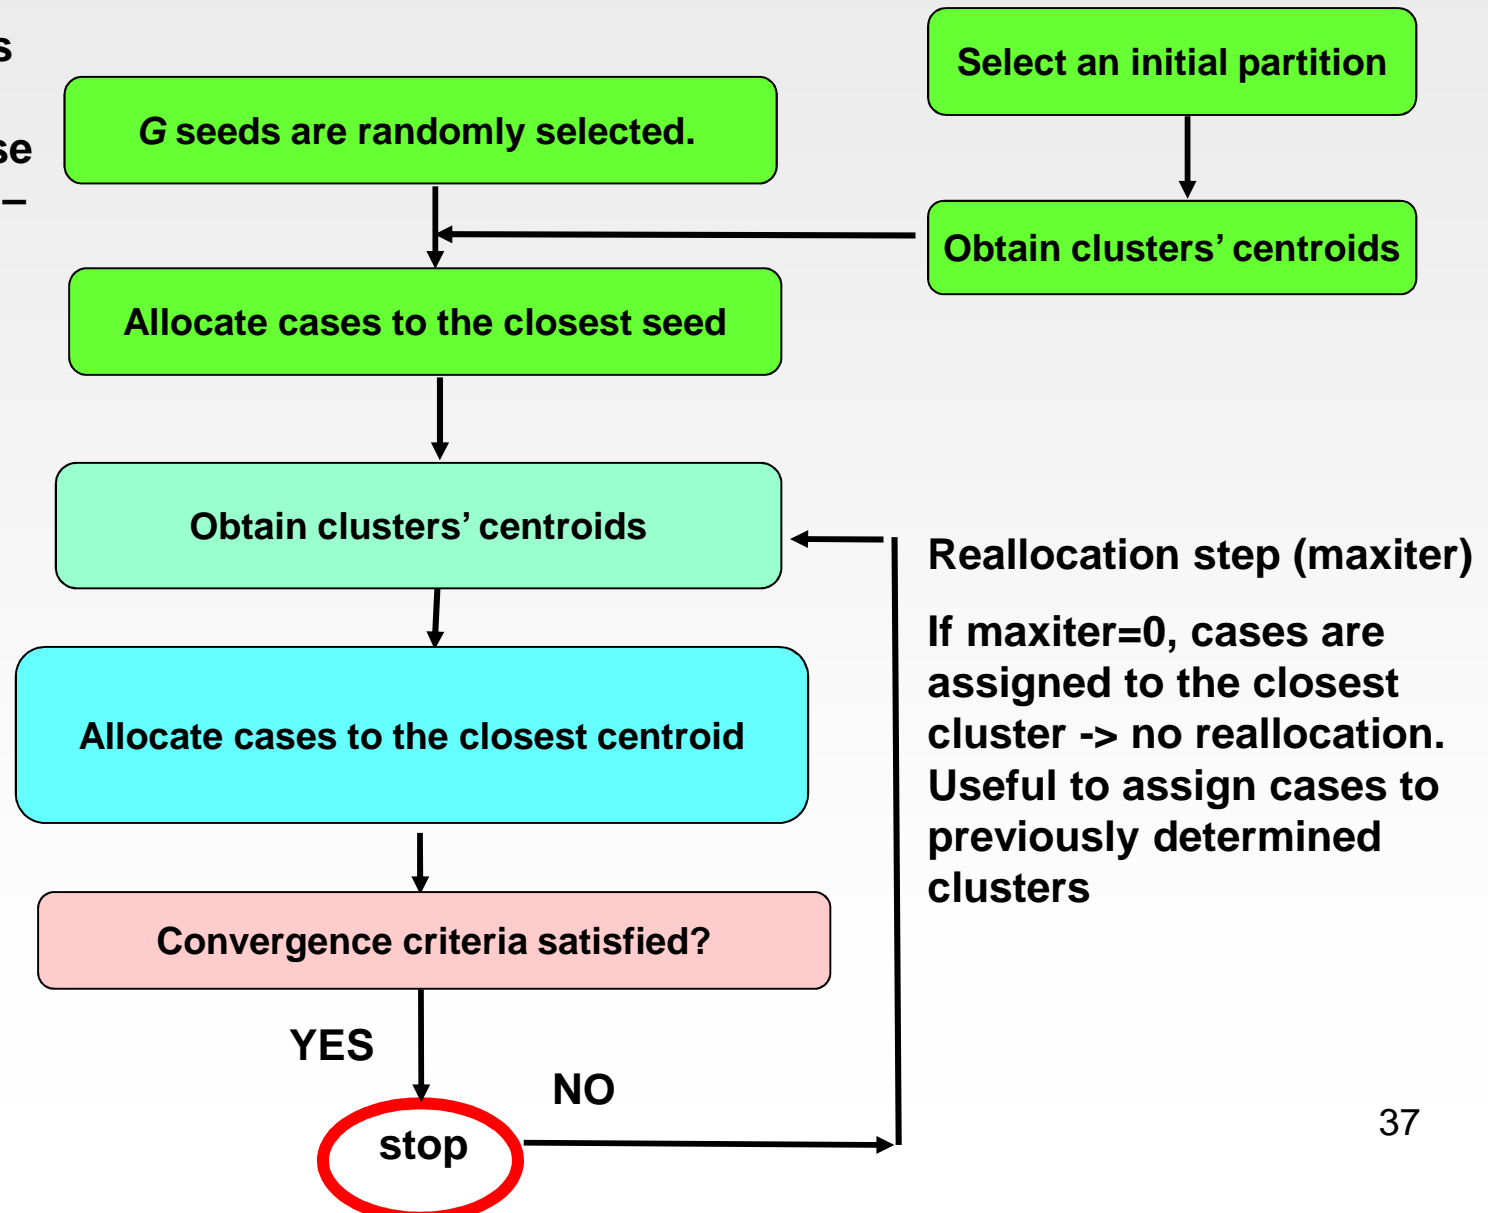 Select an initial partition
G seeds are randomly selected.
Obtain clusters’ centroids
Allocate cases to the closest seed
Obtain clusters’ centroids
Reallocation step (maxiter)
If maxiter=0, cases are
assigned to the closest
cluster -> no reallocation.
Useful to assign cases to
previously determined
clusters
Allocate cases to the closest centroid
Convergence criteria satisfied?
YES
NO
stop
37